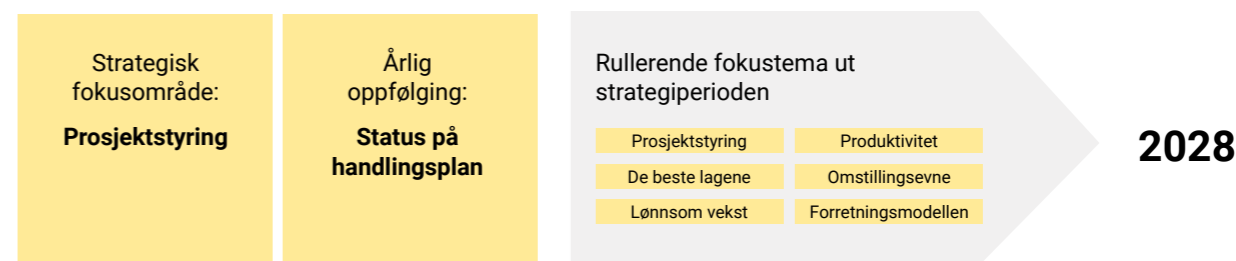 Strategisk
fokusområde:
Prosjektstyring
Årlig
oppfølging:
Status på
handlingsplan
Rullerende fokustema ut
strategiperioden
Prosjektstyring
Produktivitet
De beste lagene
Omstillingsevne
Lønnsom vekst
Forretningsmodellen
2028